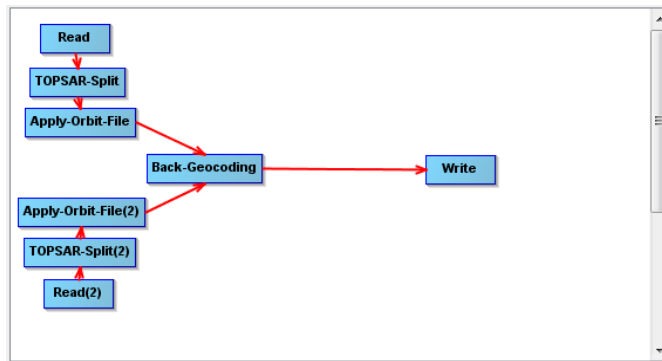 Read
TOPSAR-Split
Apply-Orbit-File
Back-Geocoding
Write
Apply-Orbit-File(2)
TOPSAR-Split(2)
Read(2)